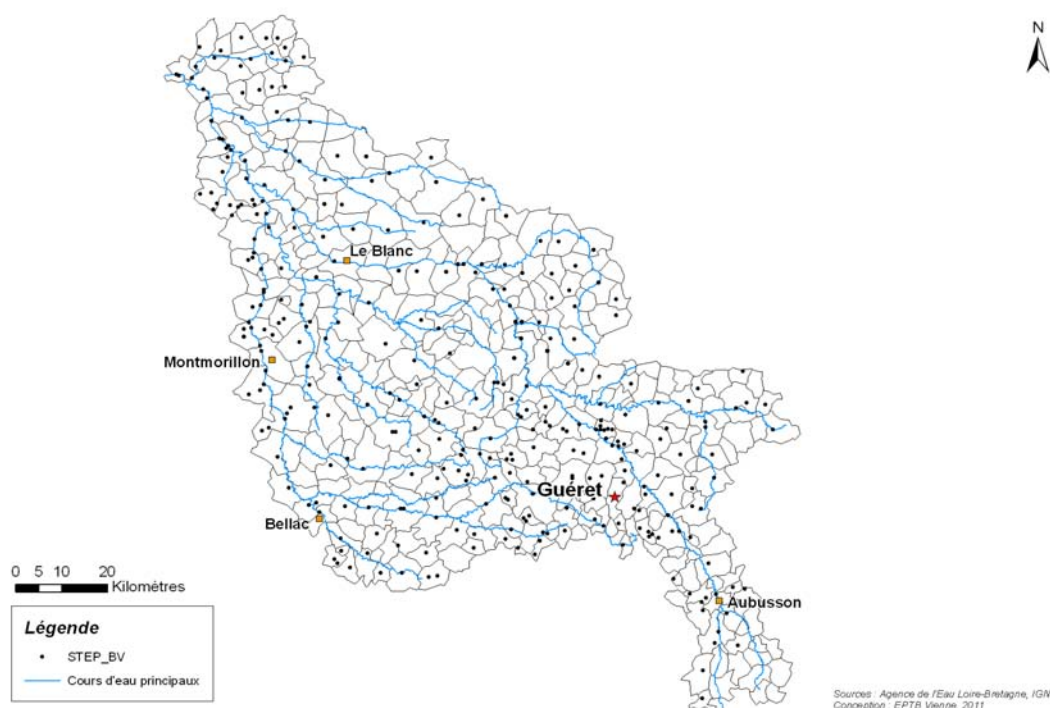 N
Le Blanc
Montmorillon
Guéret
Bellac
0 5 10 20
Kilomètres
Aubusson
Légende
STEP_BV
Cours d'eau principaux
Sources : Agence de l'Eau Loire-Bretagne, IGN
Conception : EPTB Vienne, 2011